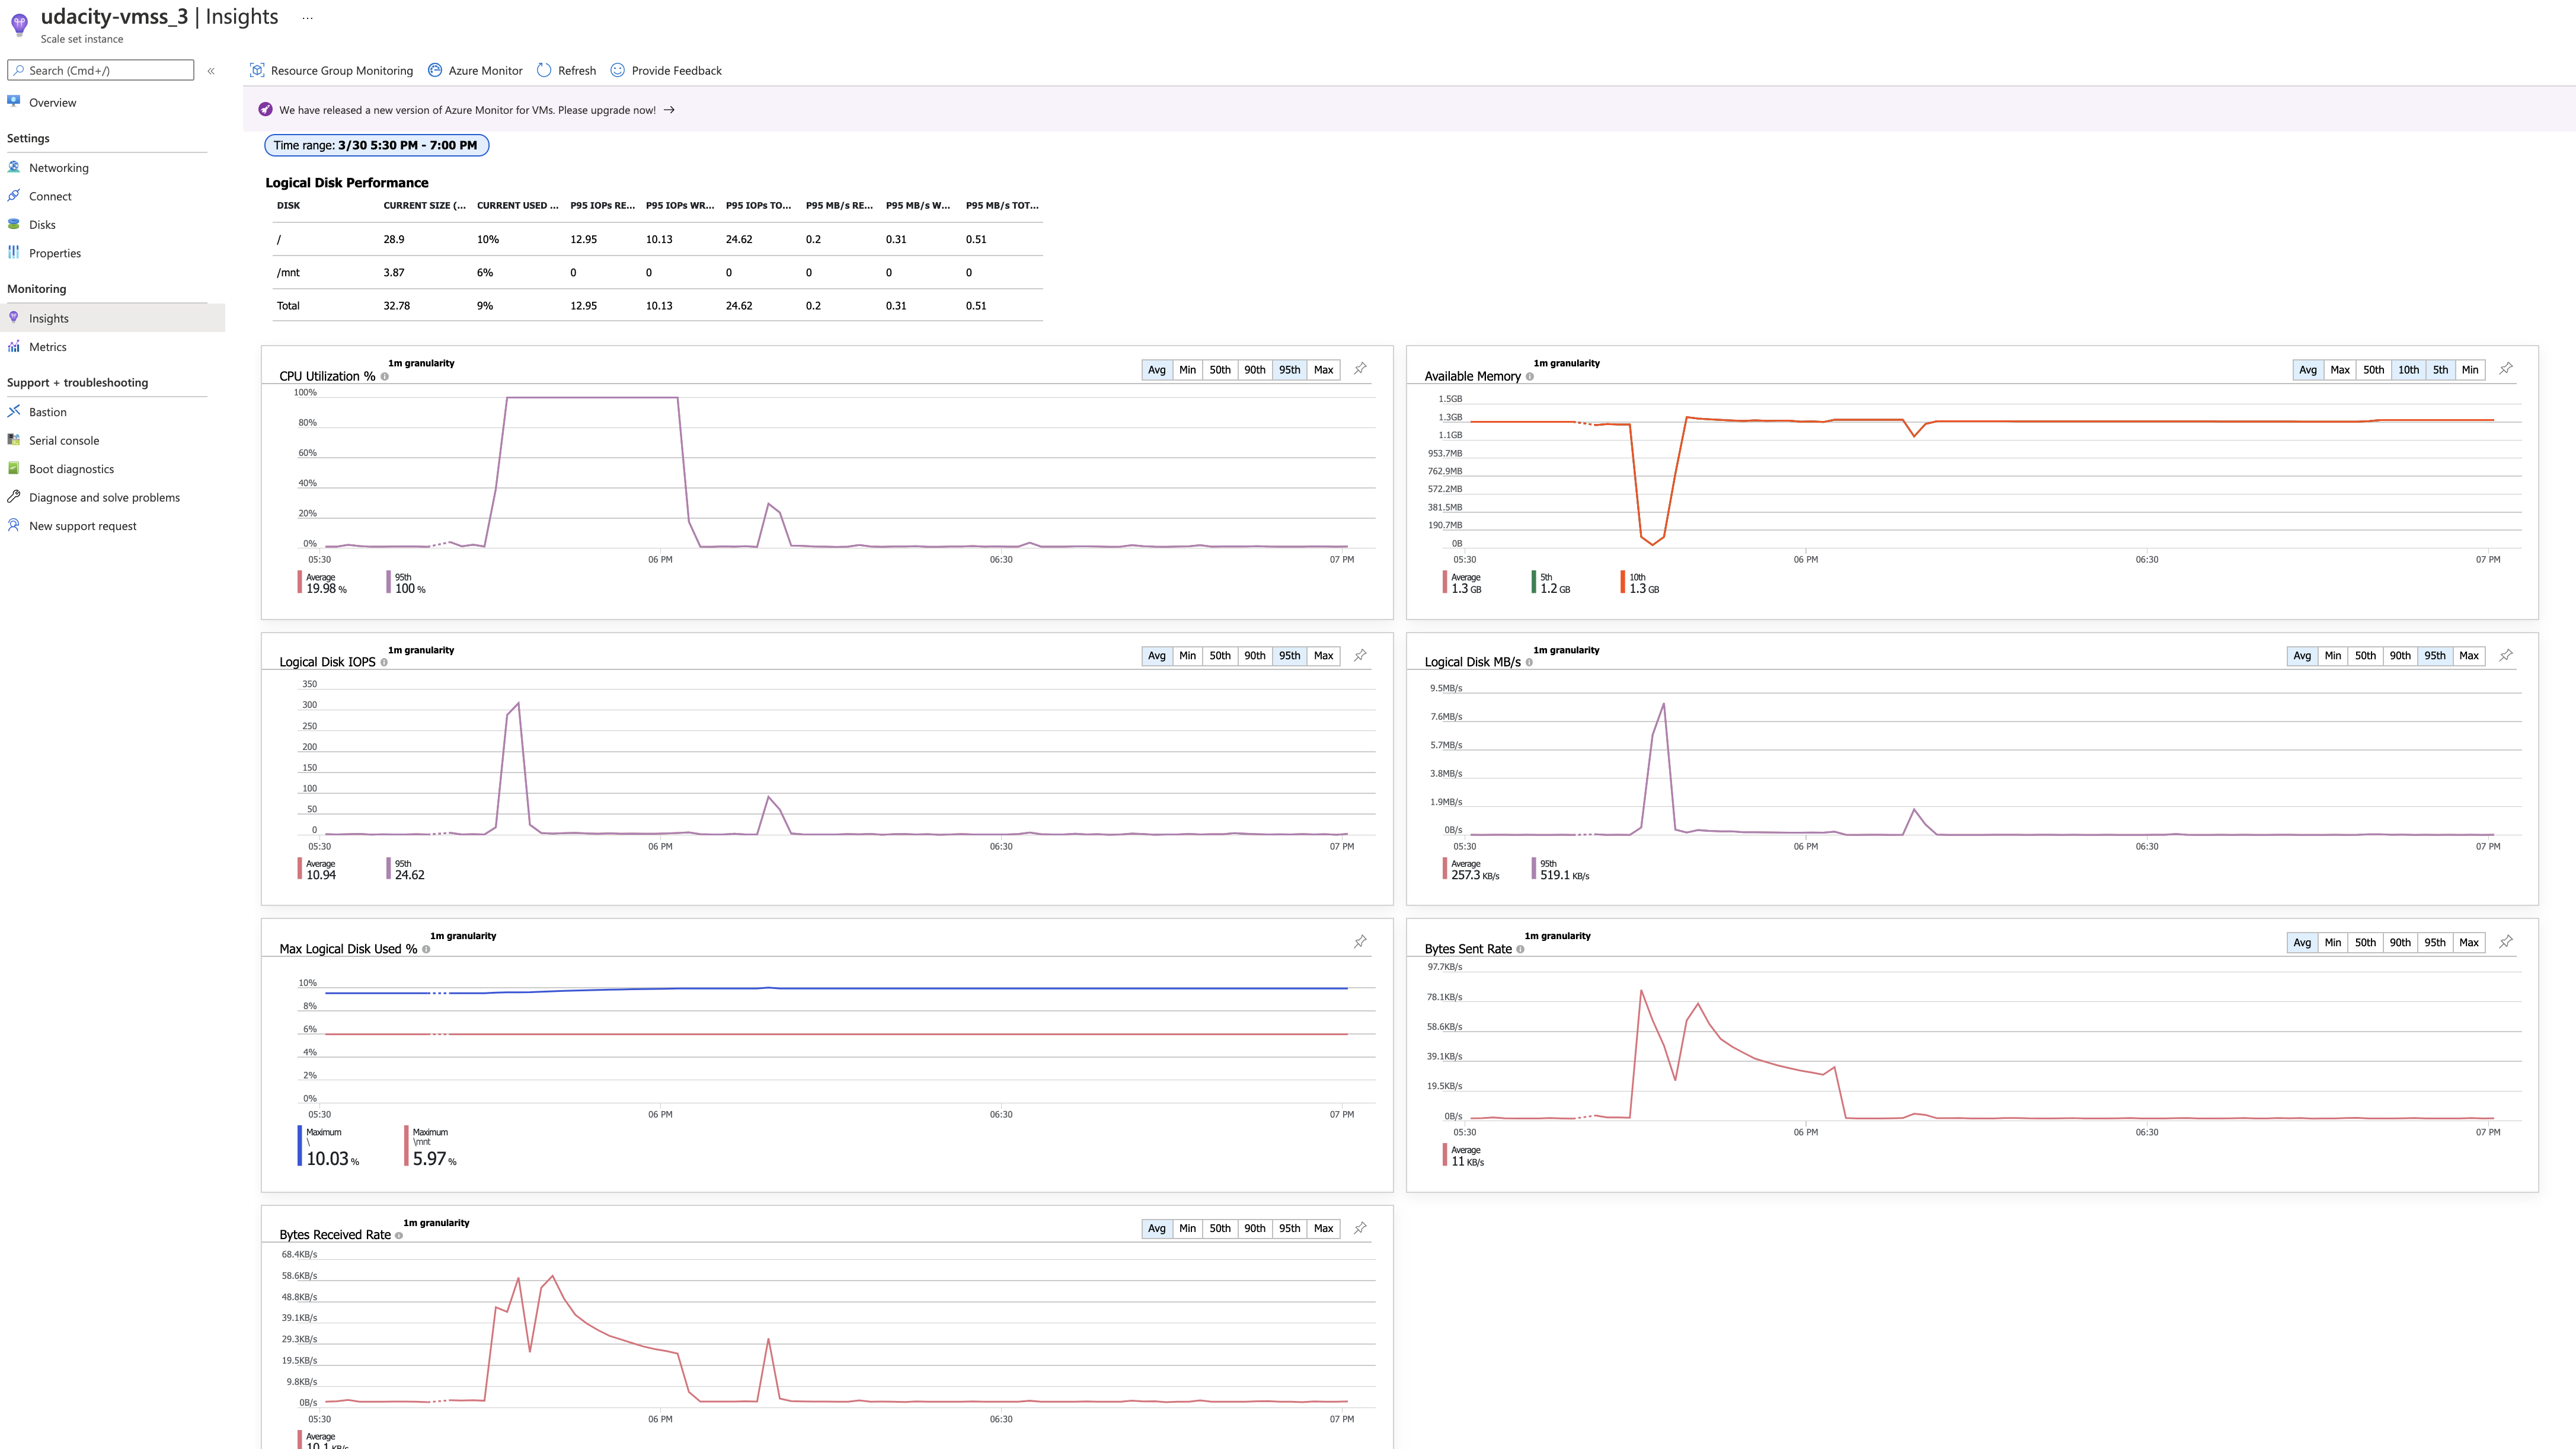 udacity-vmss_3 | Insights ...
Scale set instance
Search (Cmd+/)
«
Overview
Settings
Networking
Connect
Disks
Properties
Monitoring
Insights
Metrics
Support + troubleshooting
Bastion
Serial console
Boot diagnostics
Diagnose and solve problems
New support request
Resource Group Monitoring Azure Monitor Refresh Provide Feedback
We have released a new version of Azure Monitor for VMs. Please upgrade now! →
Time range: 3/30 5:30 PM - 7:00 PM
Logical Disk Performance
DISK CURRENT SIZE (... CURRENT USED ... P95 IOPs RE... P95 IOPs WR... P95 IOPs TO... P95 MB/s RE... P95 MB/s W... P95 MB/s TOT...
/ 28.9 10% 12.95 10.13 24.62 0.2 0.31 0.51
/mnt 3.87 6% 0 0 0 0 0 0
Total 32.78 9% 12.95 10.13 24.62 0.2 0.31 0.51
CPU Utilization % 1m granularity
Avg Min 50th 90th 95th Max
100%
80%
60%
40%
20%
0%
05:30 06 PM 06:30 07 PM
Average 95th
19.98 % 100 %
Available Memory 1m granularity
Avg Max 50th 10th 5th Min
1.5GB
1.3GB
1.1GB
953.7MB
762.9MB
572.2MB
381.5MB
190.7MB
0B
05:30 06 PM 06:30 07 PM
Average 5th 10th
1.3 GB 1.2 GB 1.3 GB
Logical Disk IOPS 1m granularity
Avg Min 50th 90th 95th Max
350
300
250
200
150
100
50
0
05:30 06 PM 06:30 07 PM
Average 95th
10.94 24.62
Logical Disk MB/s 1m granularity
Avg Min 50th 90th 95th Max
9.5MB/s
7.6MB/s
5.7MB/s
3.8MB/s
1.9MB/s
0B/s
05:30 06 PM 06:30 07 PM
Average 95th
257.3 KB/s 519.1 KB/s
Max Logical Disk Used % 1m granularity
10%
8%
6%
4%
2%
0%
05:30 06 PM 06:30 07 PM
Maximum Maximum
\ \mnt
10.03 % 5.97 %
Bytes Sent Rate 1m granularity
Avg Min 50th 90th 95th Max
97.7KB/s
78.1KB/s
58.6KB/s
39.1KB/s
19.5KB/s
0B/s
05:30 06 PM 06:30 07 PM
Average
11 KB/s
Bytes Received Rate 1m granularity
Avg Min 50th 90th 95th Max
68.4KB/s
58.6KB/s
48.8KB/s
39.1KB/s
29.3KB/s
19.5KB/s
9.8KB/s
0B/s
05:30 06 PM 06:30 07 PM
Average
10.1 KB/s